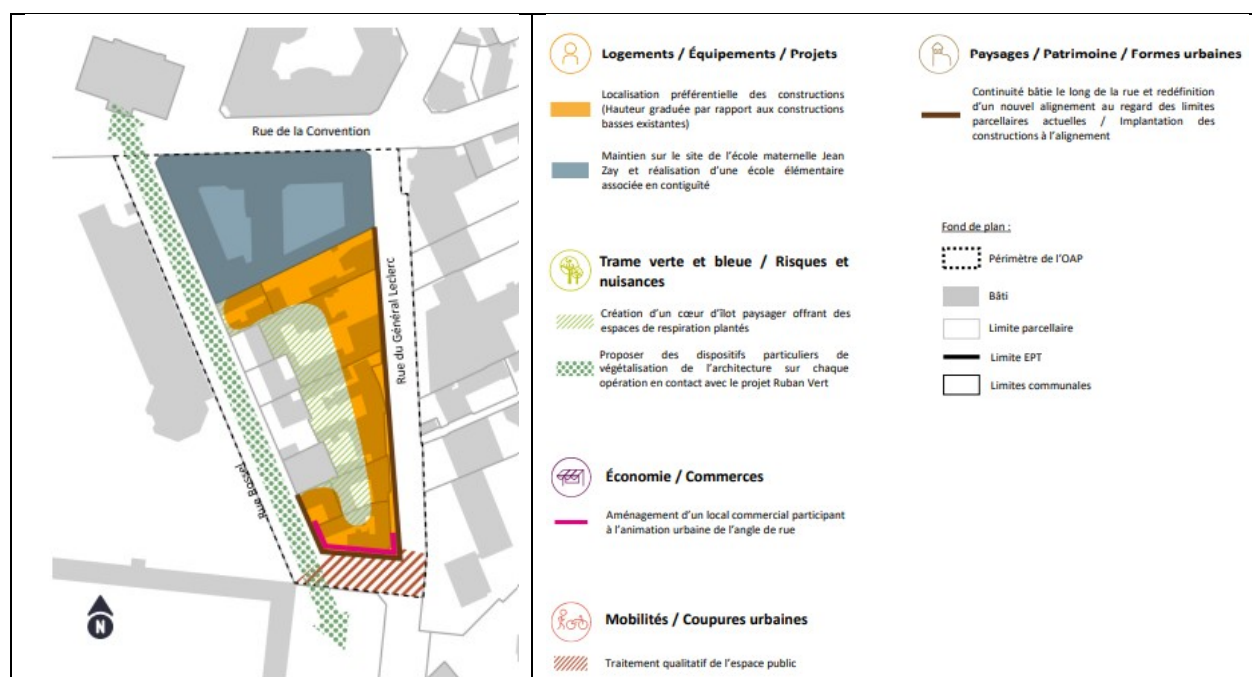 Rue de la Convention
Rue du Général Leclerc
Rue Rossel
N
Logements / Équipements / Projets
Localisation préférentielle des constructions
(Hauteur graduée par rapport aux constructions
basses existantes)
Maintien sur le site de l'école maternelle Jean
Zay et réalisation d'une école élémentaire
associée en contiguïté
Trame verte et bleue / Risques et
nuisances
Création d'un cœur d'îlot paysager offrant des
espaces de respiration plantés
Proposer des dispositifs particuliers de
végétalisation de l'architecture sur chaque
opération en contact avec le projet Ruban Vert
Économie / Commerces
Aménagement d'un local commercial participant
à l'animation urbaine de l'angle de rue
Mobilités / Coupures urbaines
Traitement qualitatif de l'espace public
Paysages / Patrimoine / Formes urbaines
Continuité bâtie le long de la rue et redéfinition
d'un nouvel alignement au regard des limites
parcellaires actuelles / Implantation des
constructions à l'alignement
Fond de plan :
Périmètre de l'OAP
Bâti
Limite parcellaire
Limite EPT
Limites communales